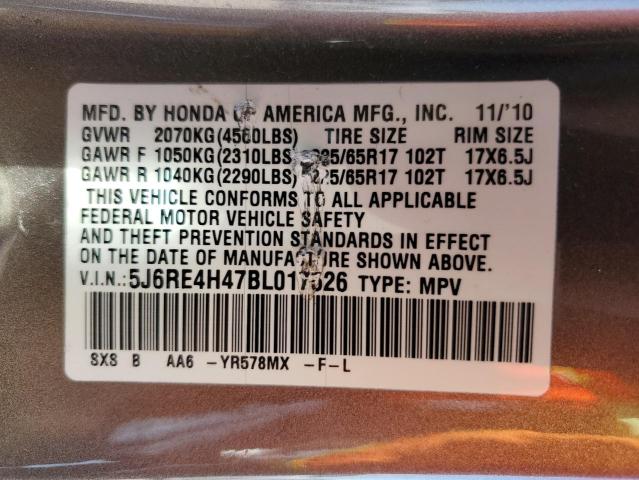 MFD. BY HONDA OF AMERICA MFG., INC. 11/'10
GVWR 2070KG(4560LBS) TIRE SIZE RIM SIZE
GAWR F 1050KG(2310LBS) 225/65R17 102T 17X6.5J
GAWR R 1040KG(2290LBS) 225/65R17 102T 17X6.5J
THIS VEHICLE CONFORMS TO ALL APPLICABLE
FEDERAL MOTOR VEHICLE SAFETY
AND THEFT PREVENTION STANDARDS IN EFFECT
ON THE DATE OF MANUFACTURE SHOWN ABOVE.
V.I.N.:5J6RE4H47BL017526 TYPE: MPV
SXS B AA6 -YR578MX -F-L